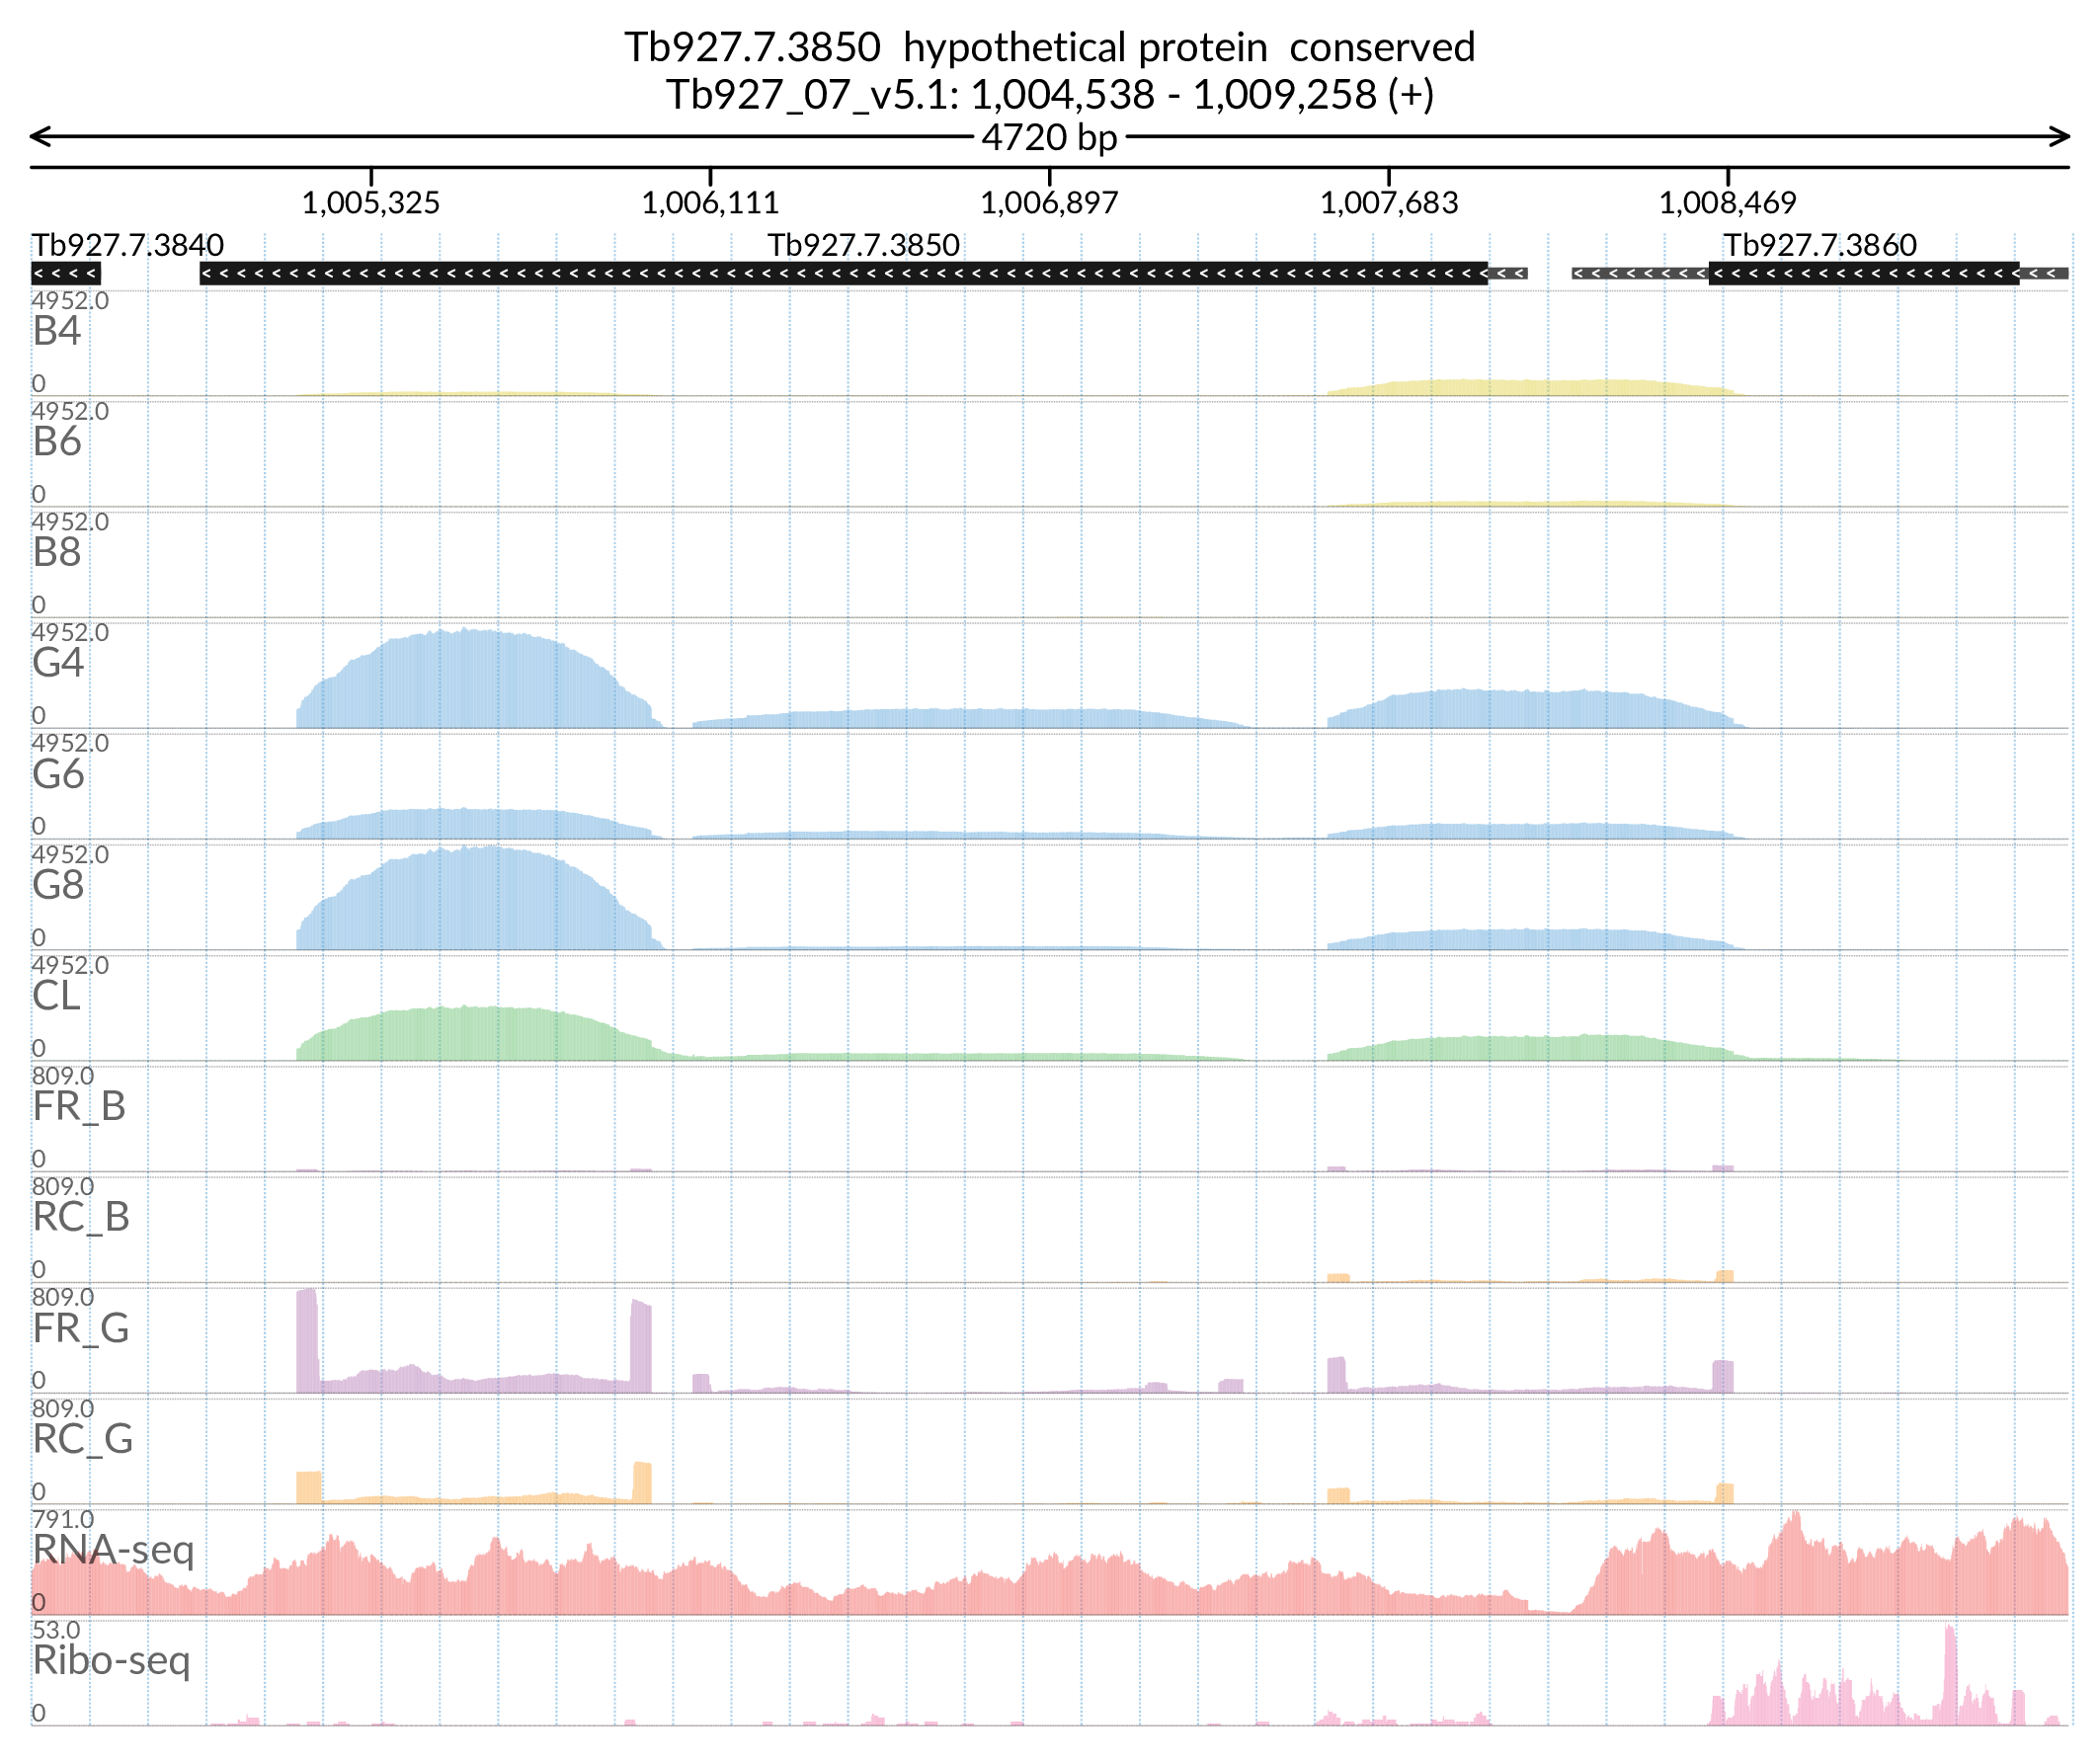 Tb927.7.3850  hypothetical protein  conserved
Tb927_07_v5.1: 1,004,538 - 1,009,258 (+)
4720 bp
1,005,325 1,006,111 1,006,897 1,007,683 1,008,469
Tb927.7.3840 Tb927.7.3850 Tb927.7.3860
4952.0
B4
0
4952.0
B6
0
4952.0
B8
0
4952.0
G4
0
4952.0
G6
0
4952.0
G8
0
4952.0
CL
0
809.0
FR_B
0
809.0
RC_B
0
809.0
FR_G
0
809.0
RC_G
0
791.0
RNA-seq
0
53.0
Ribo-seq
0